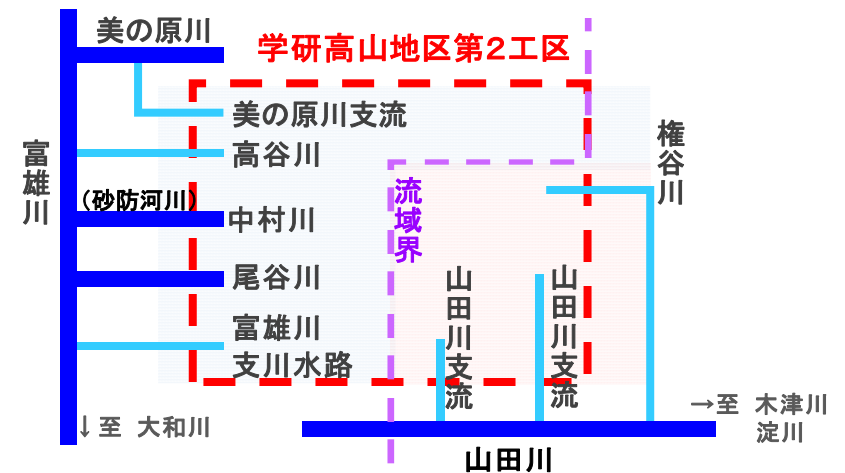 美の原川
学研高山地区第２工区
美の原川支流
富雄川
高谷川
権谷川
（砂防河川）
中村川
流域界
尾谷川
富雄川
支川水路
山田川支流
山田川支流
↓至 大和川
→至 木津川
淀川
山田川